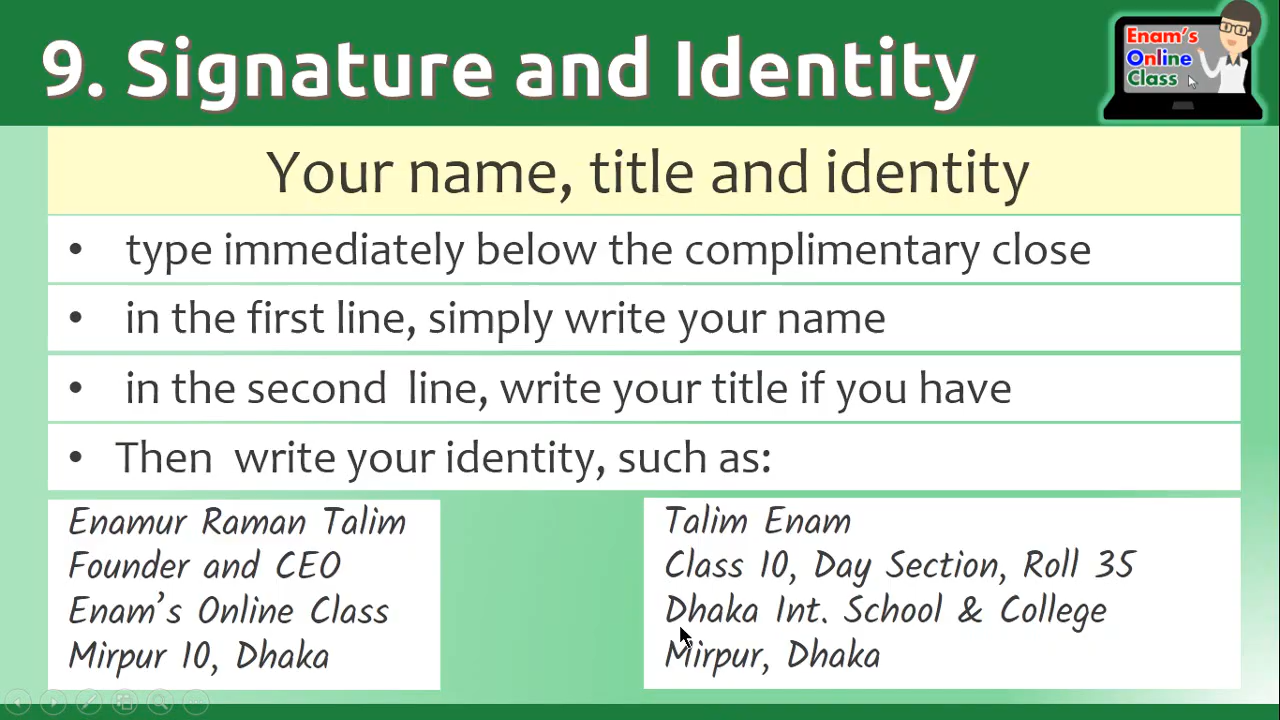 9. Signature and Identity
Enam's
Online
Class
Your name, title and identity
• type immediately below the complimentary close
• in the first line, simply write your name
• in the second line, write your title if you have
• Then write your identity, such as:
Enamur Raman Talim
Founder and CEO
Enam's Online Class
Mirpur 10, Dhaka
Talim Enam
Class 10, Day Section, Roll 35
Dhaka Int. School & College
Mirpur, Dhaka